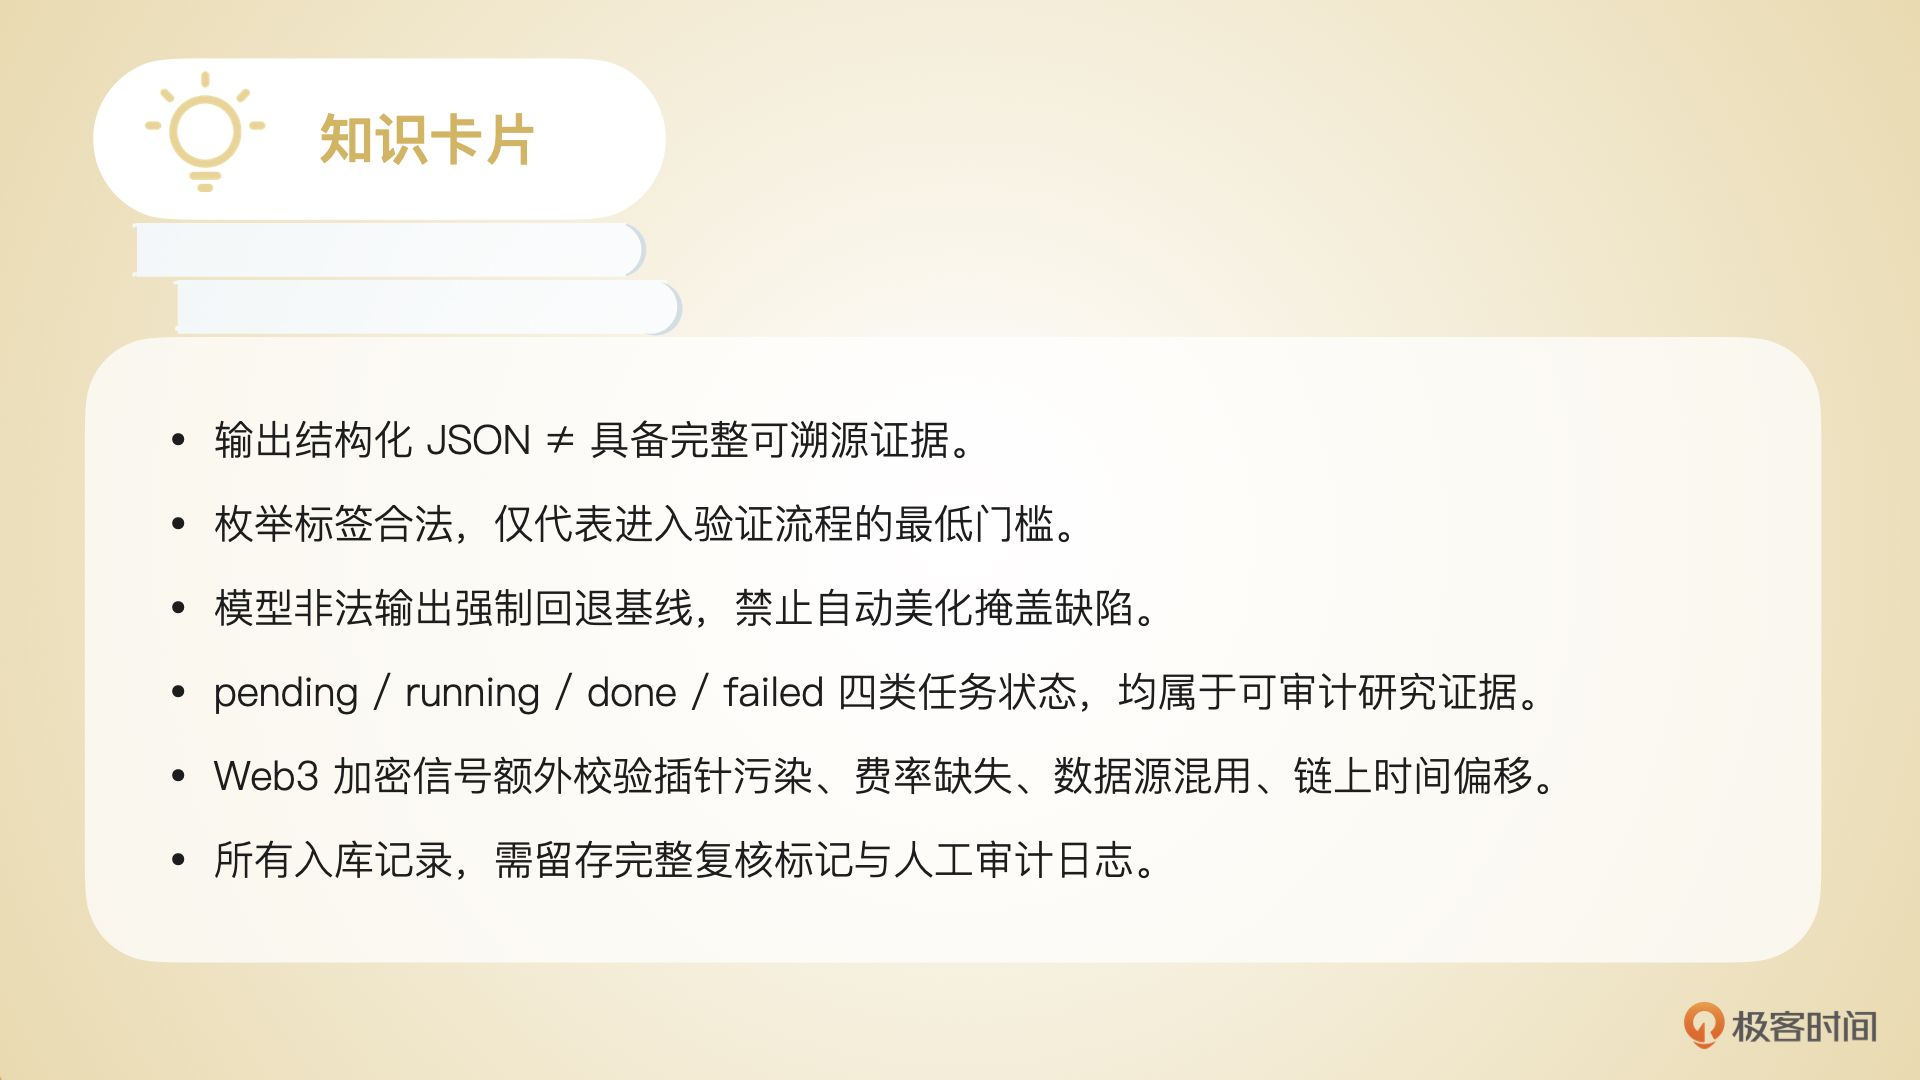 知识卡片
• 输出结构化 JSON ≠ 具备完整可溯源证据。
• 枚举标签合法，仅代表进入验证流程的最低门槛。
• 模型非法输出强制回退基线，禁止自动美化掩盖缺陷。
• pending / running / done / failed 四类任务状态，均属于可审计研究证据。
• Web3 加密信号额外校验插针污染、费率缺失、数据源混用、链上时间偏移。
• 所有入库记录，需留存完整复核标记与人工审计日志。
极客时间